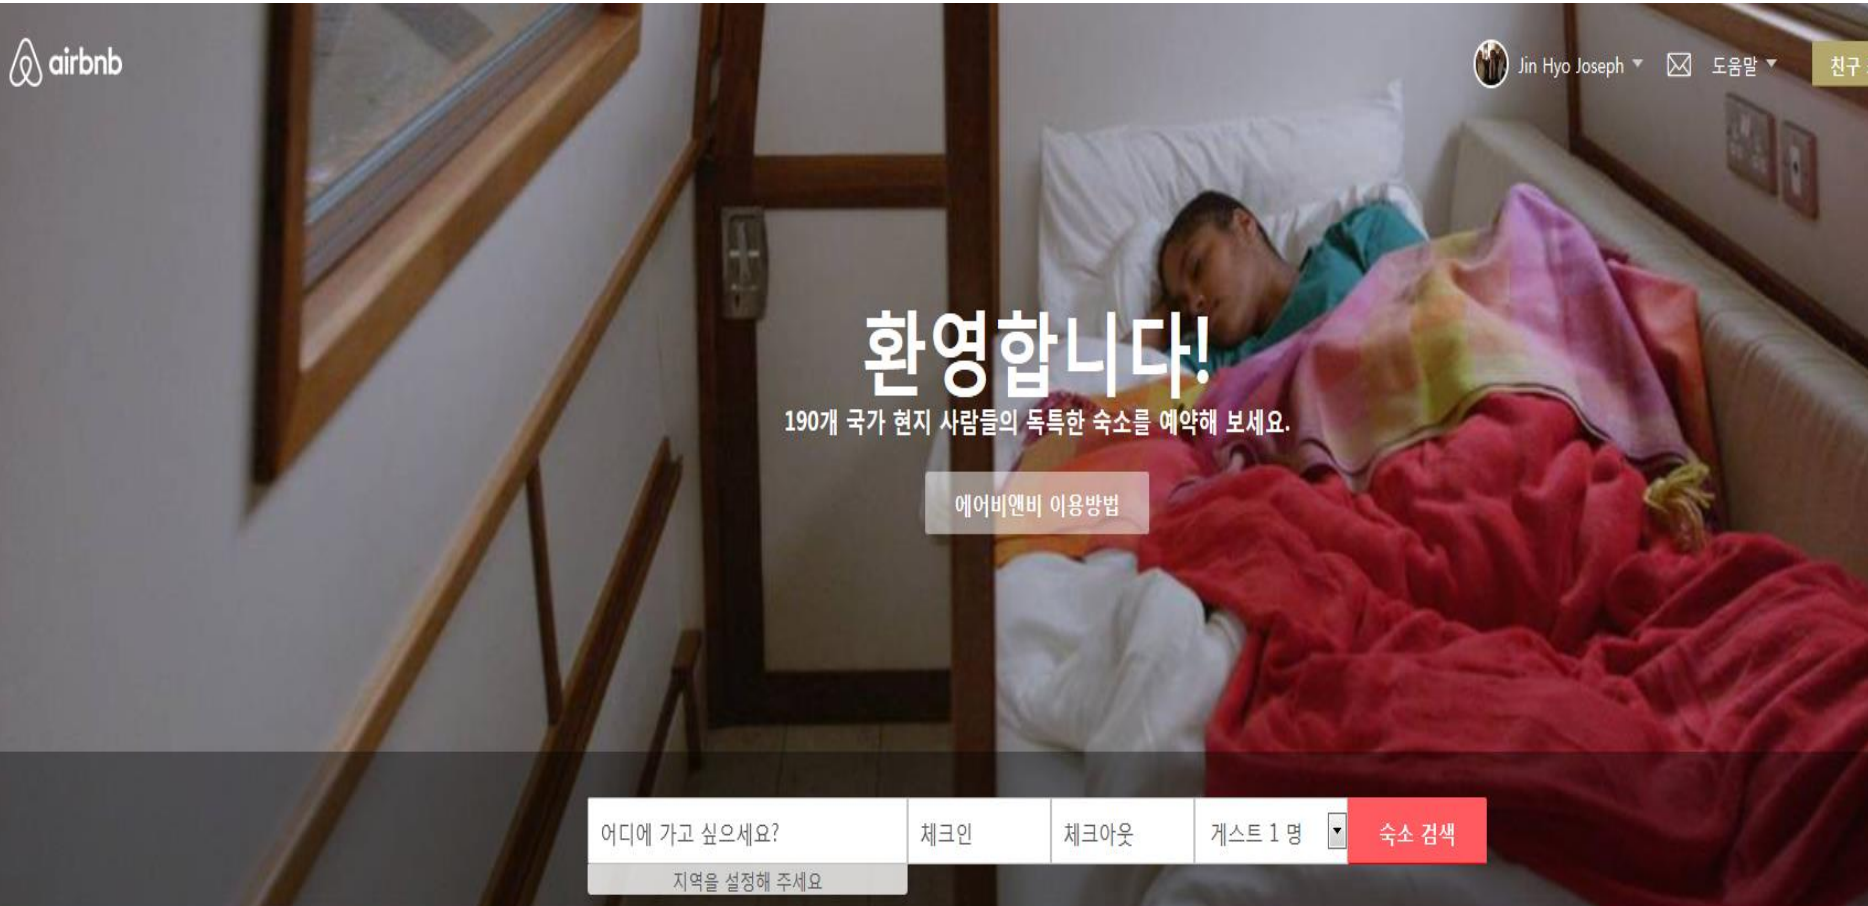 airbnb
Jin Hyo Joseph
도움말
친구
환영합니다!
190개 국가 현지 사람들의 독특한 숙소를 예약해 보세요.
에어비앤비 이용방법
어디에 가고 싶으세요?
체크인
체크아웃
게스트 1 명
숙소 검색
지역을 설정해 주세요